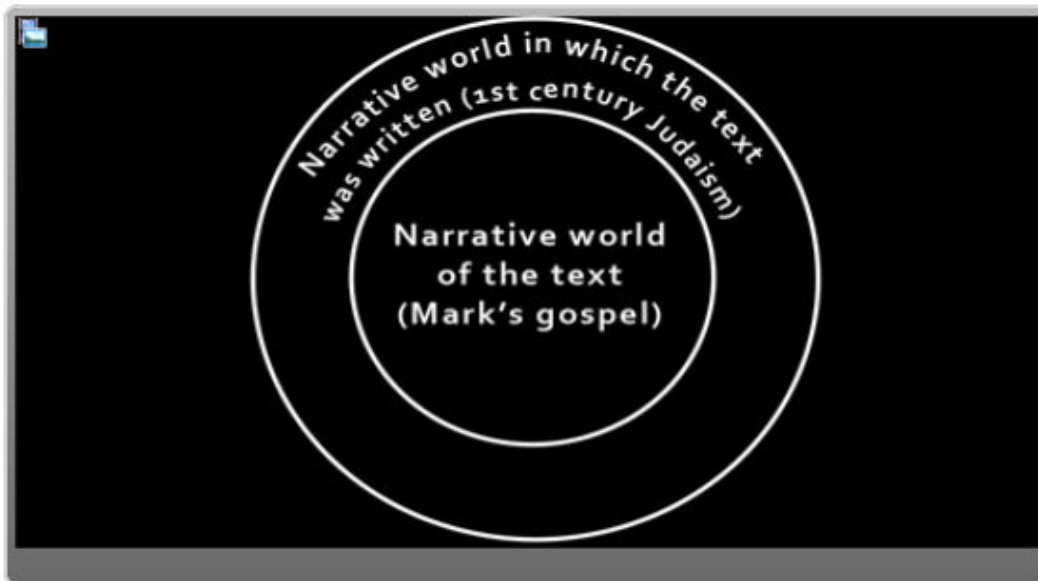 Narrative world in which the text
was written (1st century Judaism)
Narrative world
of the text
(Mark's gospel)